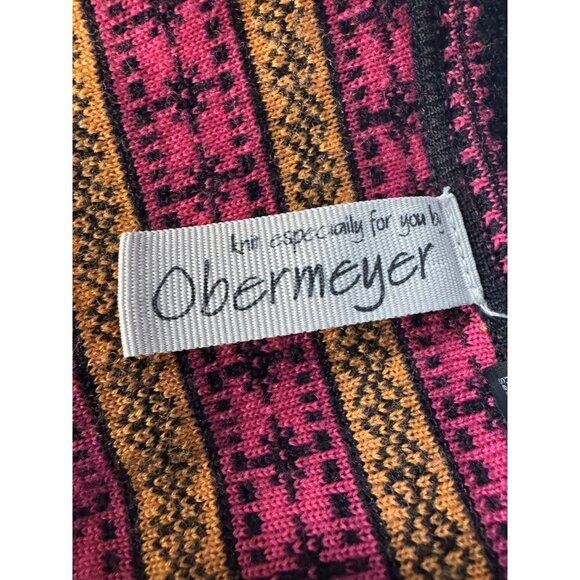 knit especially for you by
Obermeyer